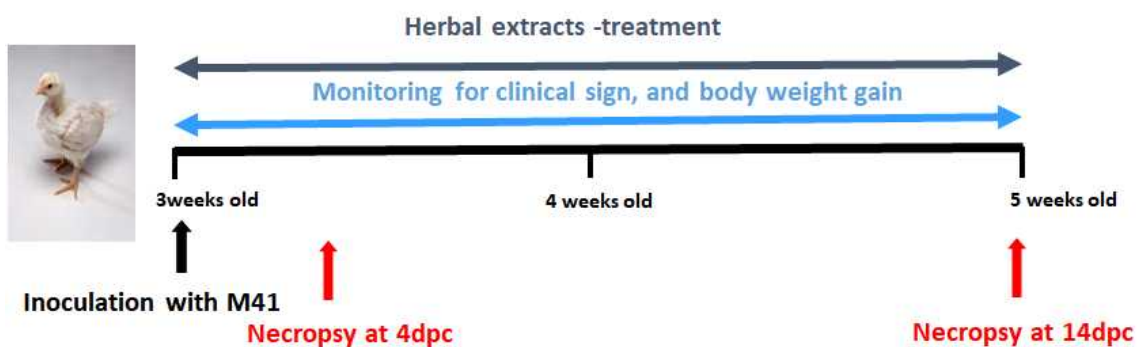 Herbal extracts -treatment
Monitoring for clinical sign, and body weight gain
3weeks old
4 weeks old
5 weeks old
Inoculation with M41
Necropsy at 4dpc
Necropsy at 14dpc